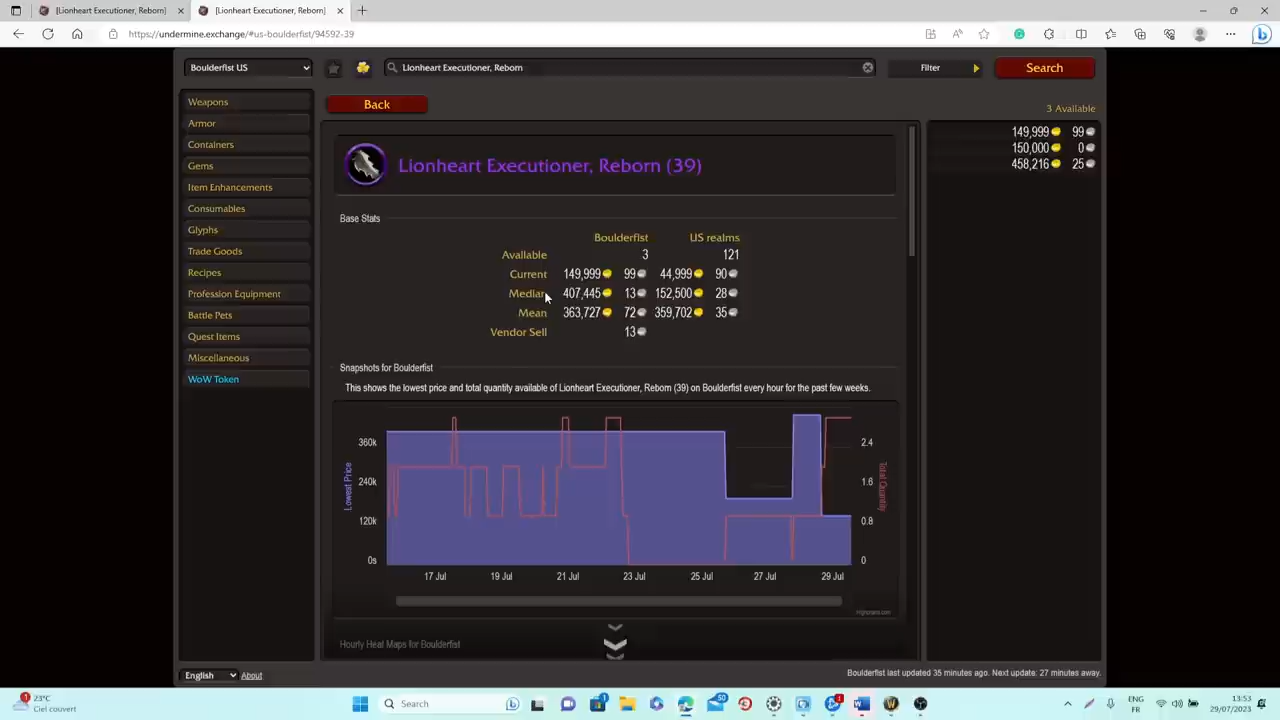 [Lionheart Executioner, Reborn]
[Lionheart Executioner, Reborn]
https://undermine.exchange/#us-boulderfist/94592-39
Boulderfist US
Lionheart Executioner, Reborn
Filter
Search
Weapons
Armor
Containers
Gems
Item Enhancements
Consumables
Glyphs
Trade Goods
Recipes
Profession Equipment
Battle Pets
Quest Items
Miscellaneous
WoW Token
Back
3 Available
149,999 99
150,000 0
458,216 25
Lionheart Executioner, Reborn (39)
Base Stats
Boulderfist US realms
Available 3 121
Current 149,999 99 44,999 90
Median 407,445 13 152,500 28
Mean 363,727 72 359,702 35
Vendor Sell 13
Snapshots for Boulderfist
This shows the lowest price and total quantity available of Lionheart Executioner, Reborn (39) on Boulderfist every hour for the past few weeks.
Lowest Price
360k
240k
120k
0s
2.4
1.6
0.8
0
Total Quantity
17 Jul 19 Jul 21 Jul 23 Jul 25 Jul 27 Jul 29 Jul
Highcharts.com
Hourly Heat Maps for Boulderfist
English About
Boulderfist last updated 35 minutes ago. Next update: 27 minutes away.
1
23°C
Ciel couvert
Search
1
50
4
ENG
FR
13:53
29/07/2023